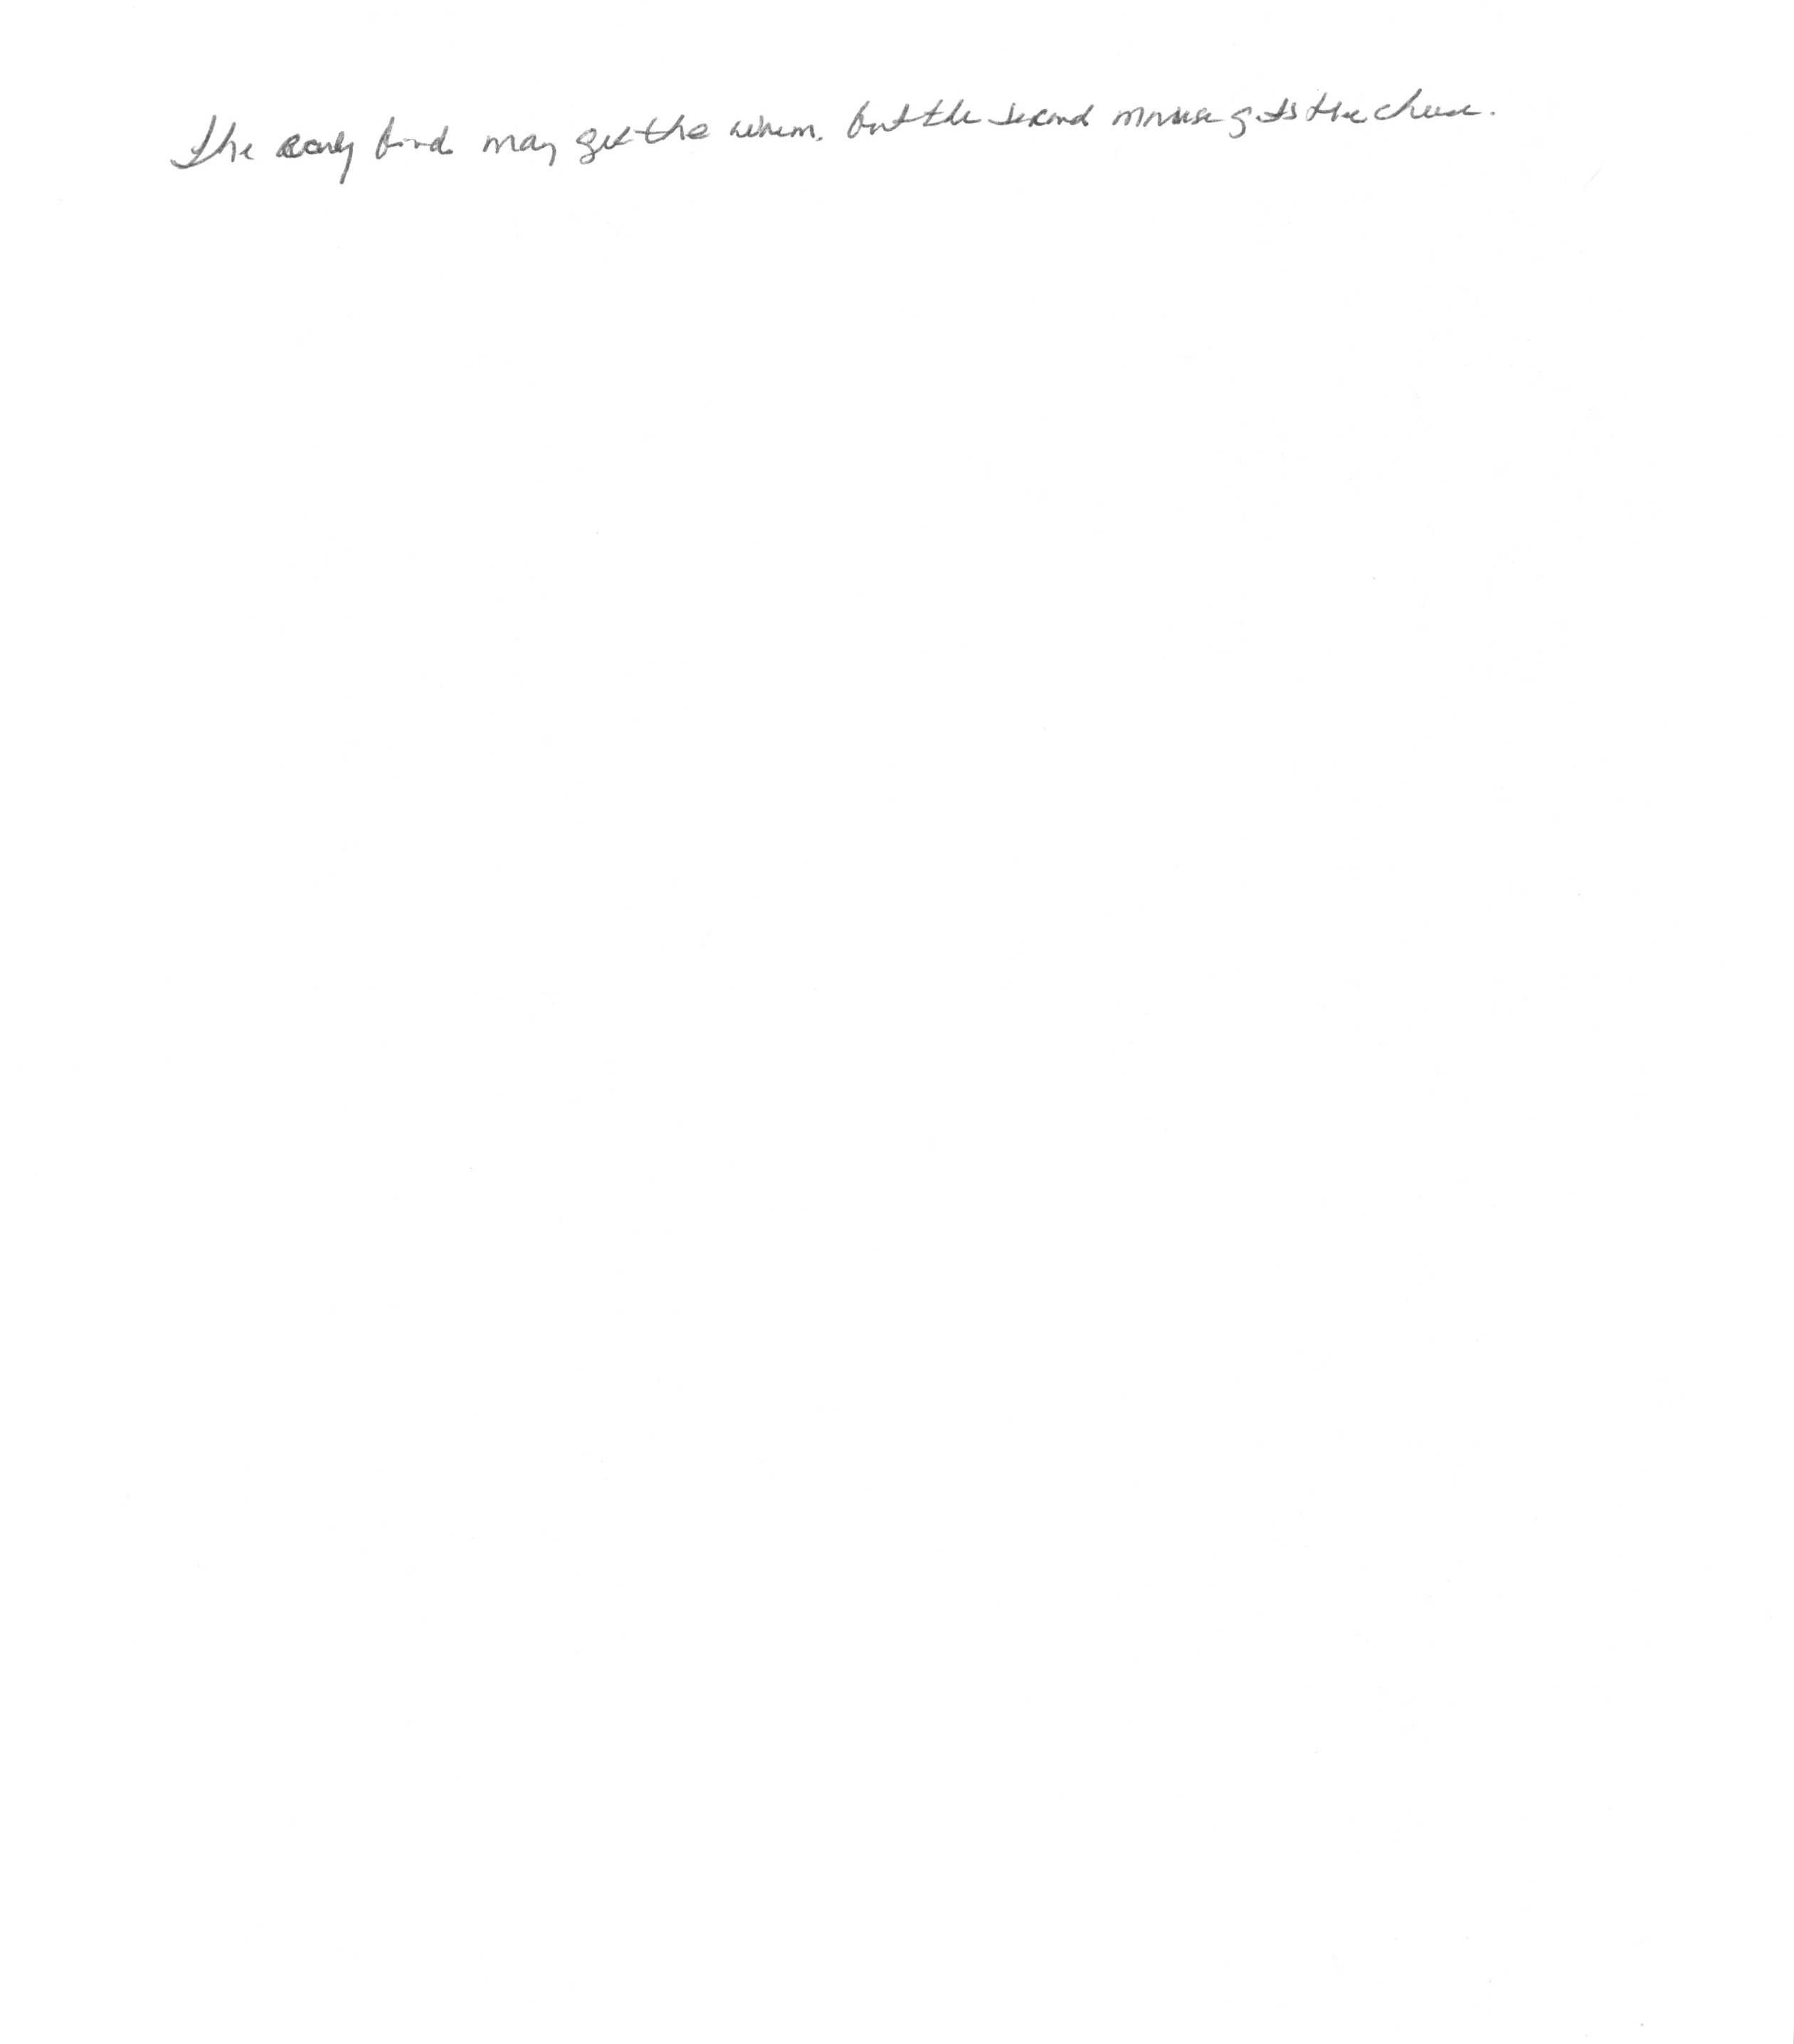 The early bird may get the worm, but the second mouse gets the cheese.